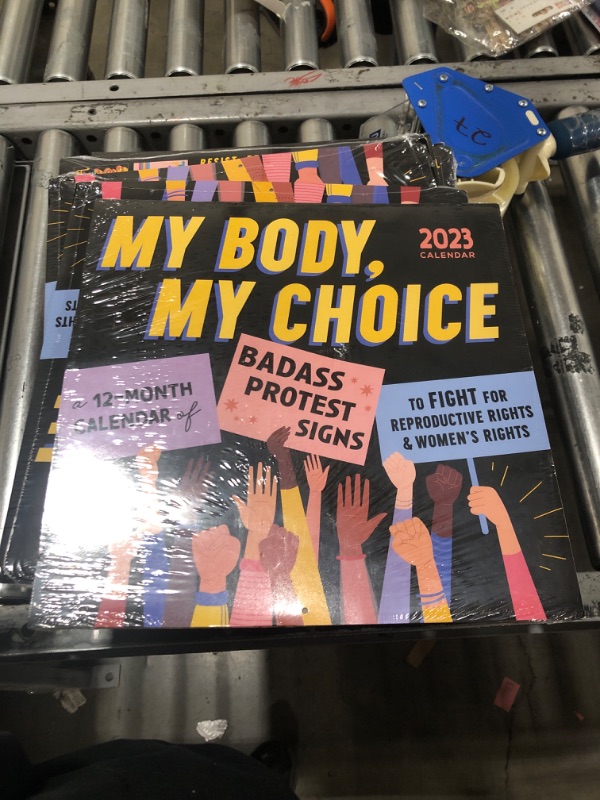 27
RESIST
MY BODY,
2023
CALENDAR
MY CHOICE
a 12-MONTH
CALENDAR of
BADASS
PROTEST
SIGNS
TO FIGHT FOR
REPRODUCTIVE RIGHTS
& WOMEN'S RIGHTS